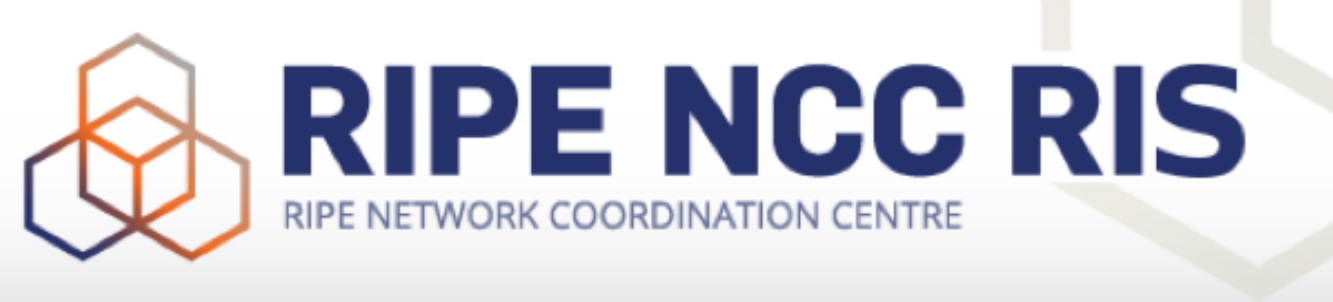 RIPE NCC RIS
RIPE NETWORK COORDINATION CENTRE